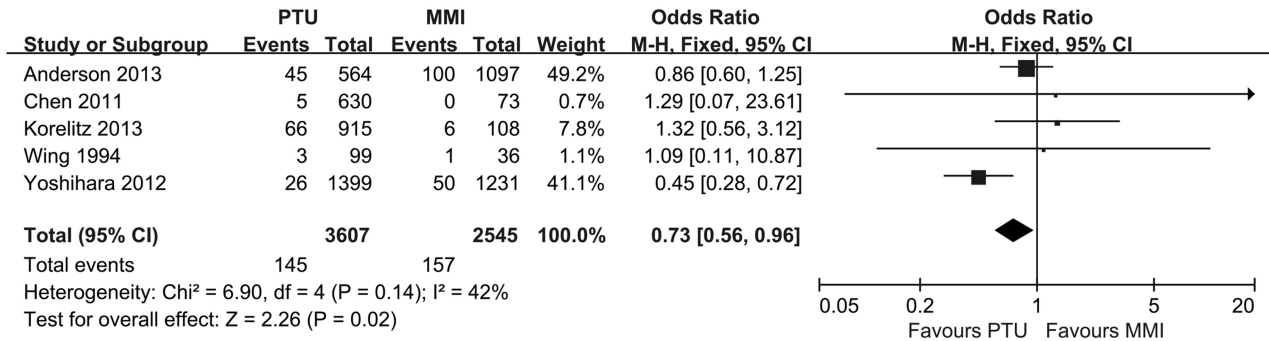 PTU MMI Odds Ratio Odds Ratio
Study or Subgroup Events Total Events Total Weight M-H, Fixed, 95% CI M-H, Fixed, 95% CI
Anderson 2013 45 564 100 1097 49.2% 0.86 [0.60, 1.25]
Chen 2011 5 630 0 73 0.7% 1.29 [0.07, 23.61]
Korelitz 2013 66 915 6 108 7.8% 1.32 [0.56, 3.12]
Wing 1994 3 99 1 36 1.1% 1.09 [0.11, 10.87]
Yoshihara 2012 26 1399 50 1231 41.1% 0.45 [0.28, 0.72]
Total (95% CI) 3607 2545 100.0% 0.73 [0.56, 0.96]
Total events 145 157
Heterogeneity: Chi² = 6.90, df = 4 (P = 0.14); I² = 42%
Test for overall effect: Z = 2.26 (P = 0.02)
0.05 0.2 1 5 20
Favours PTU Favours MMI